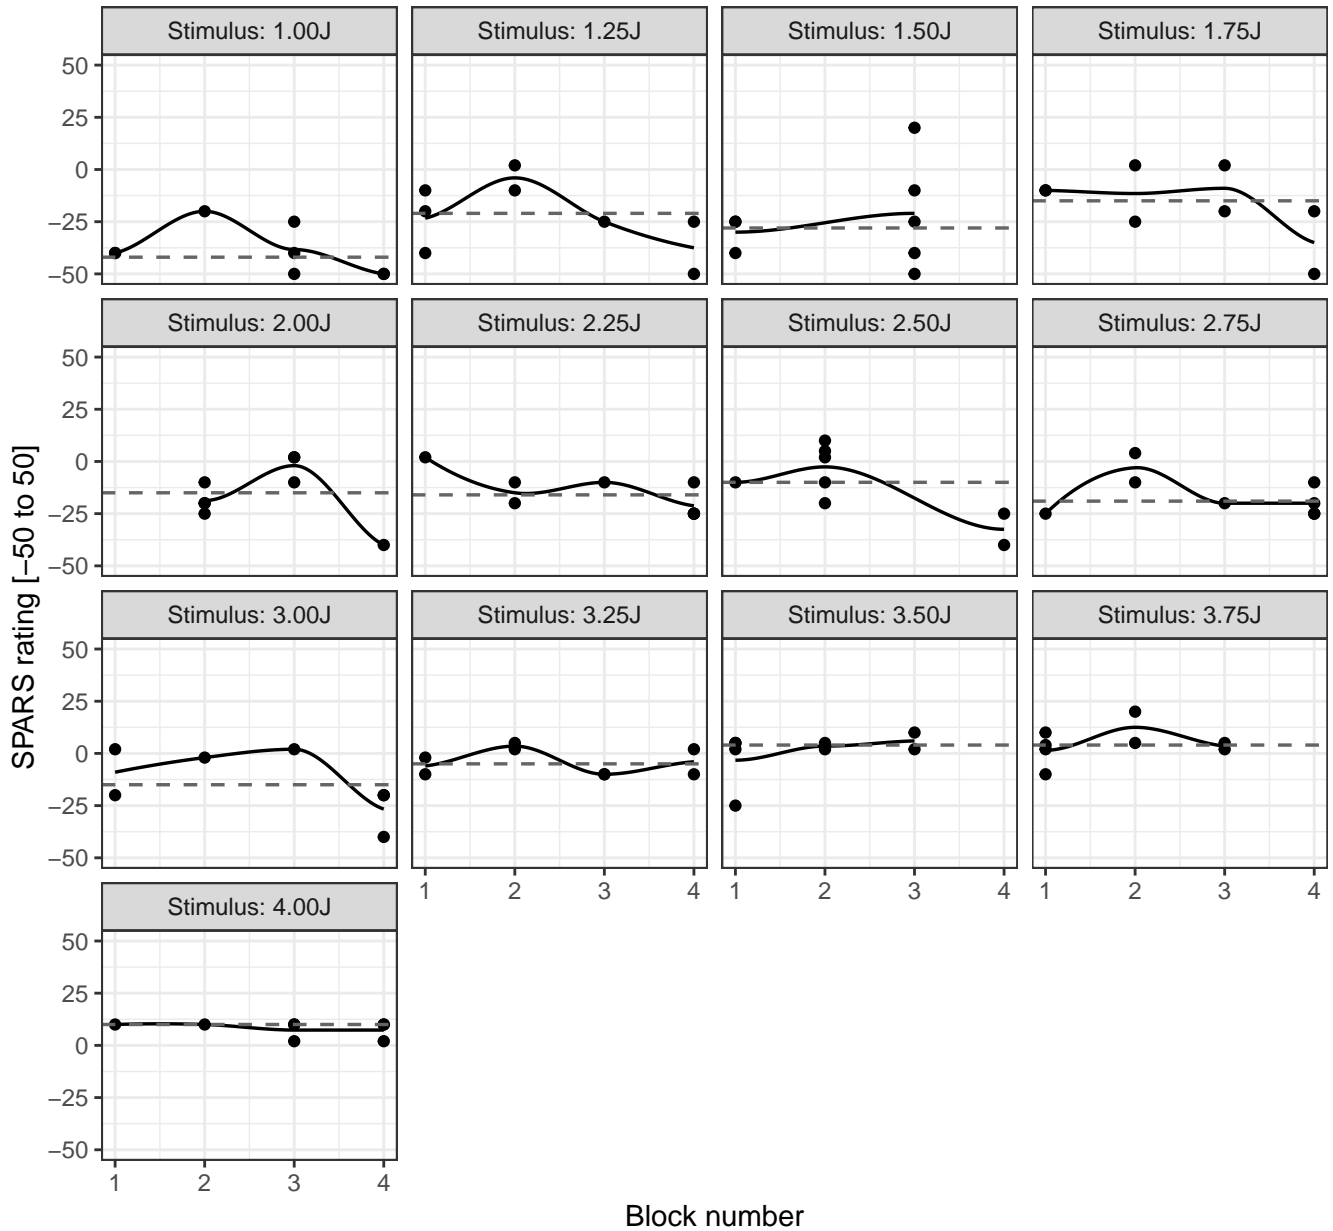 Stimulus: 1.00J Stimulus: 1.25J Stimulus: 1.50J Stimulus: 1.75J
50
25
0
−25
−50
Stimulus: 2.00J Stimulus: 2.25J Stimulus: 2.50J Stimulus: 2.75J
50
25
0
−25
−50
SPARS rating [−50 to 50]
Stimulus: 3.00J Stimulus: 3.25J Stimulus: 3.50J Stimulus: 3.75J
50
25
0
−25
−50
1 2 3 4 1 2 3 4 1 2 3 4
Stimulus: 4.00J
50
25
0
−25
−50
1 2 3 4
Block number